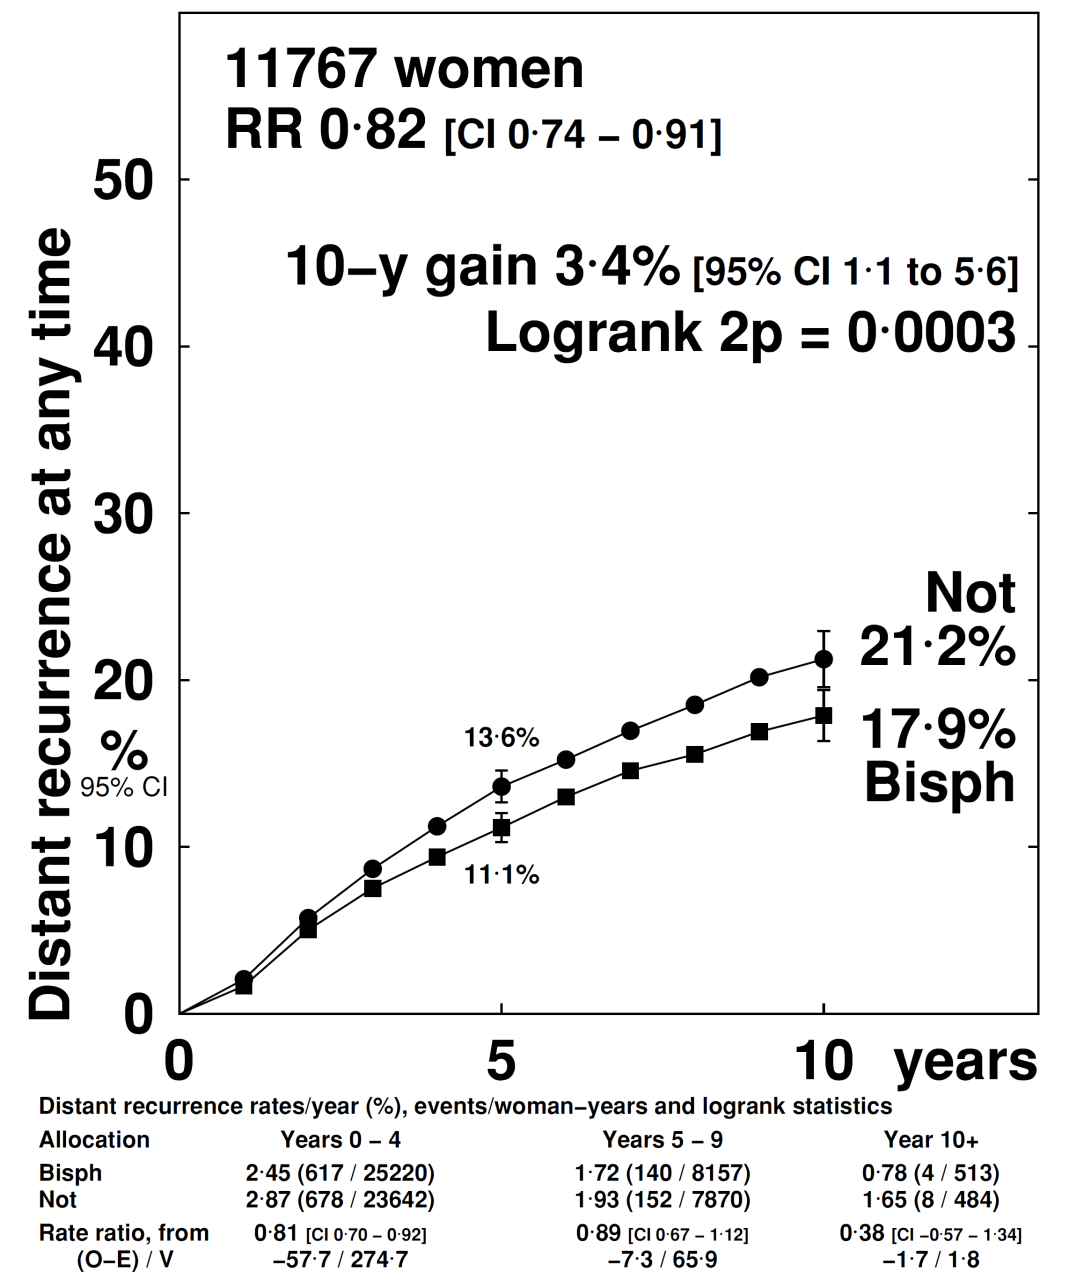 11767 women
RR 0·82 [CI 0·74 – 0·91]
50
10–y gain 3·4% [95% CI 1·1 to 5·6]
Logrank 2p = 0·0003
40
Distant recurrence at any time
30
Not
21·2%
20
13·6%
17·9%
Bisph
%
95% CI
10
11·1%
0
0 5 10 years
Distant recurrence rates/year (%), events/woman–years and logrank statistics
Allocation Years 0 – 4 Years 5 – 9 Year 10+
Bisph 2·45 (617 / 25220) 1·72 (140 / 8157) 0·78 (4 / 513)
Not 2·87 (678 / 23642) 1·93 (152 / 7870) 1·65 (8 / 484)
Rate ratio, from 0·81 [CI 0·70 – 0·92] 0·89 [CI 0·67 – 1·12] 0·38 [CI –0·57 – 1·34]
(O–E) / V –57·7 / 274·7 –7·3 / 65·9 –1·7 / 1·8